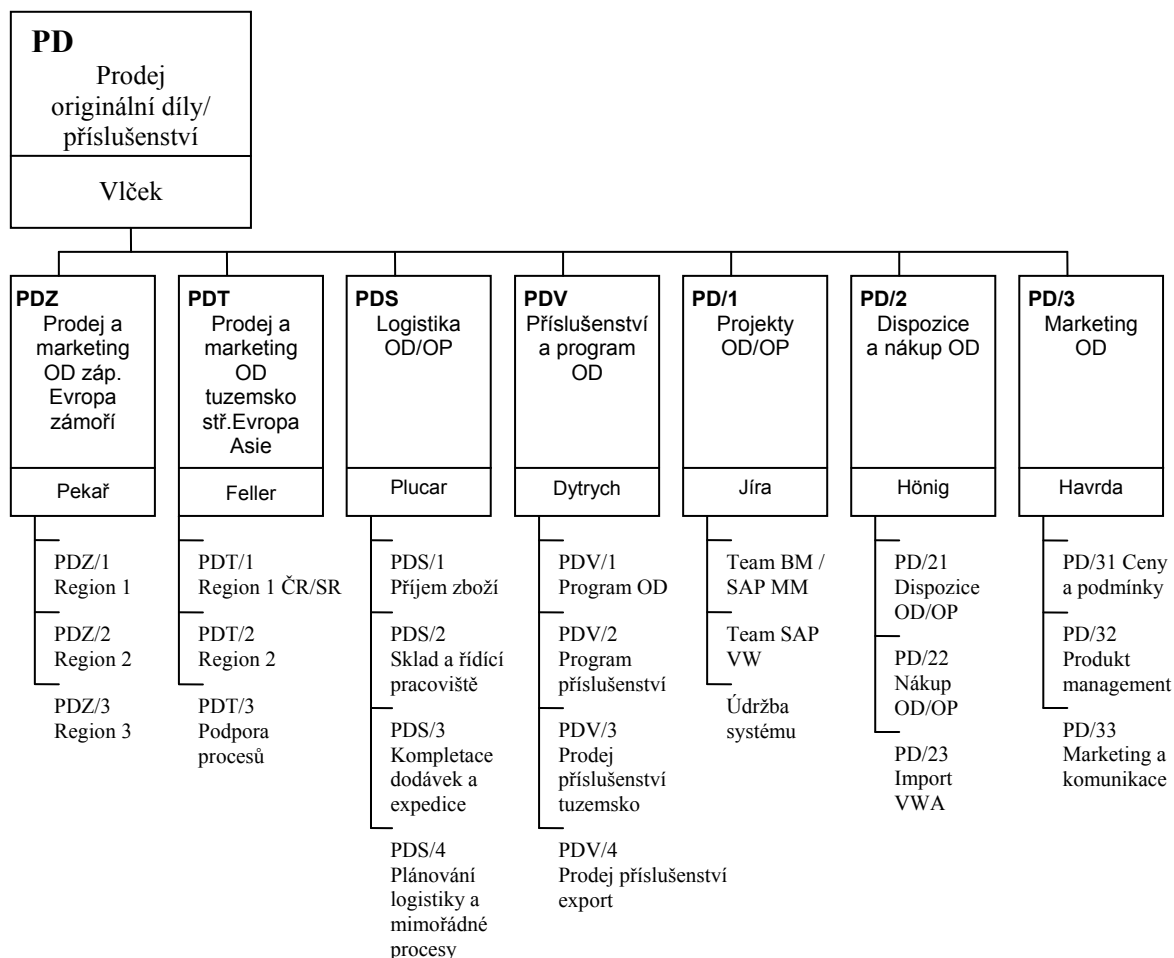 PD
Prodej
originální díly/
příslušenství
Vlček
PDZ
Prodej a
marketing
OD záp.
Evropa
zámoří
Pekař
PDZ/1
Region 1
PDZ/2
Region 2
PDZ/3
Region 3
PDT
Prodej a
marketing
OD
tuzemsko
stř.Evropa
Asie
Feller
PDT/1
Region 1 ČR/SR
PDT/2
Region 2
PDT/3
Podpora
procesů
PDS
Logistika
OD/OP
Plucar
PDS/1
Příjem zboží
PDS/2
Sklad a řídící
pracoviště
PDS/3
Kompletace
dodávek a
expedice
PDS/4
Plánování
logistiky a
mimořádné
procesy
PDV
Příslušenství
a program
OD
Dytrych
PDV/1
Program OD
PDV/2
Program
příslušenství
PDV/3
Prodej
příslušenství
tuzemsko
PDV/4
Prodej příslušenství
export
PD/1
Projekty
OD/OP
Jíra
Team BM /
SAP MM
Team SAP
VW
Údržba
systému
PD/2
Dispozice
a nákup OD
Hönig
PD/21
Dispozice
OD/OP
PD/22
Nákup
OD/OP
PD/23
Import
VWA
PD/3
Marketing
OD
Havrda
PD/31 Ceny
a podmínky
PD/32
Produkt
management
PD/33
Marketing a
komunikace